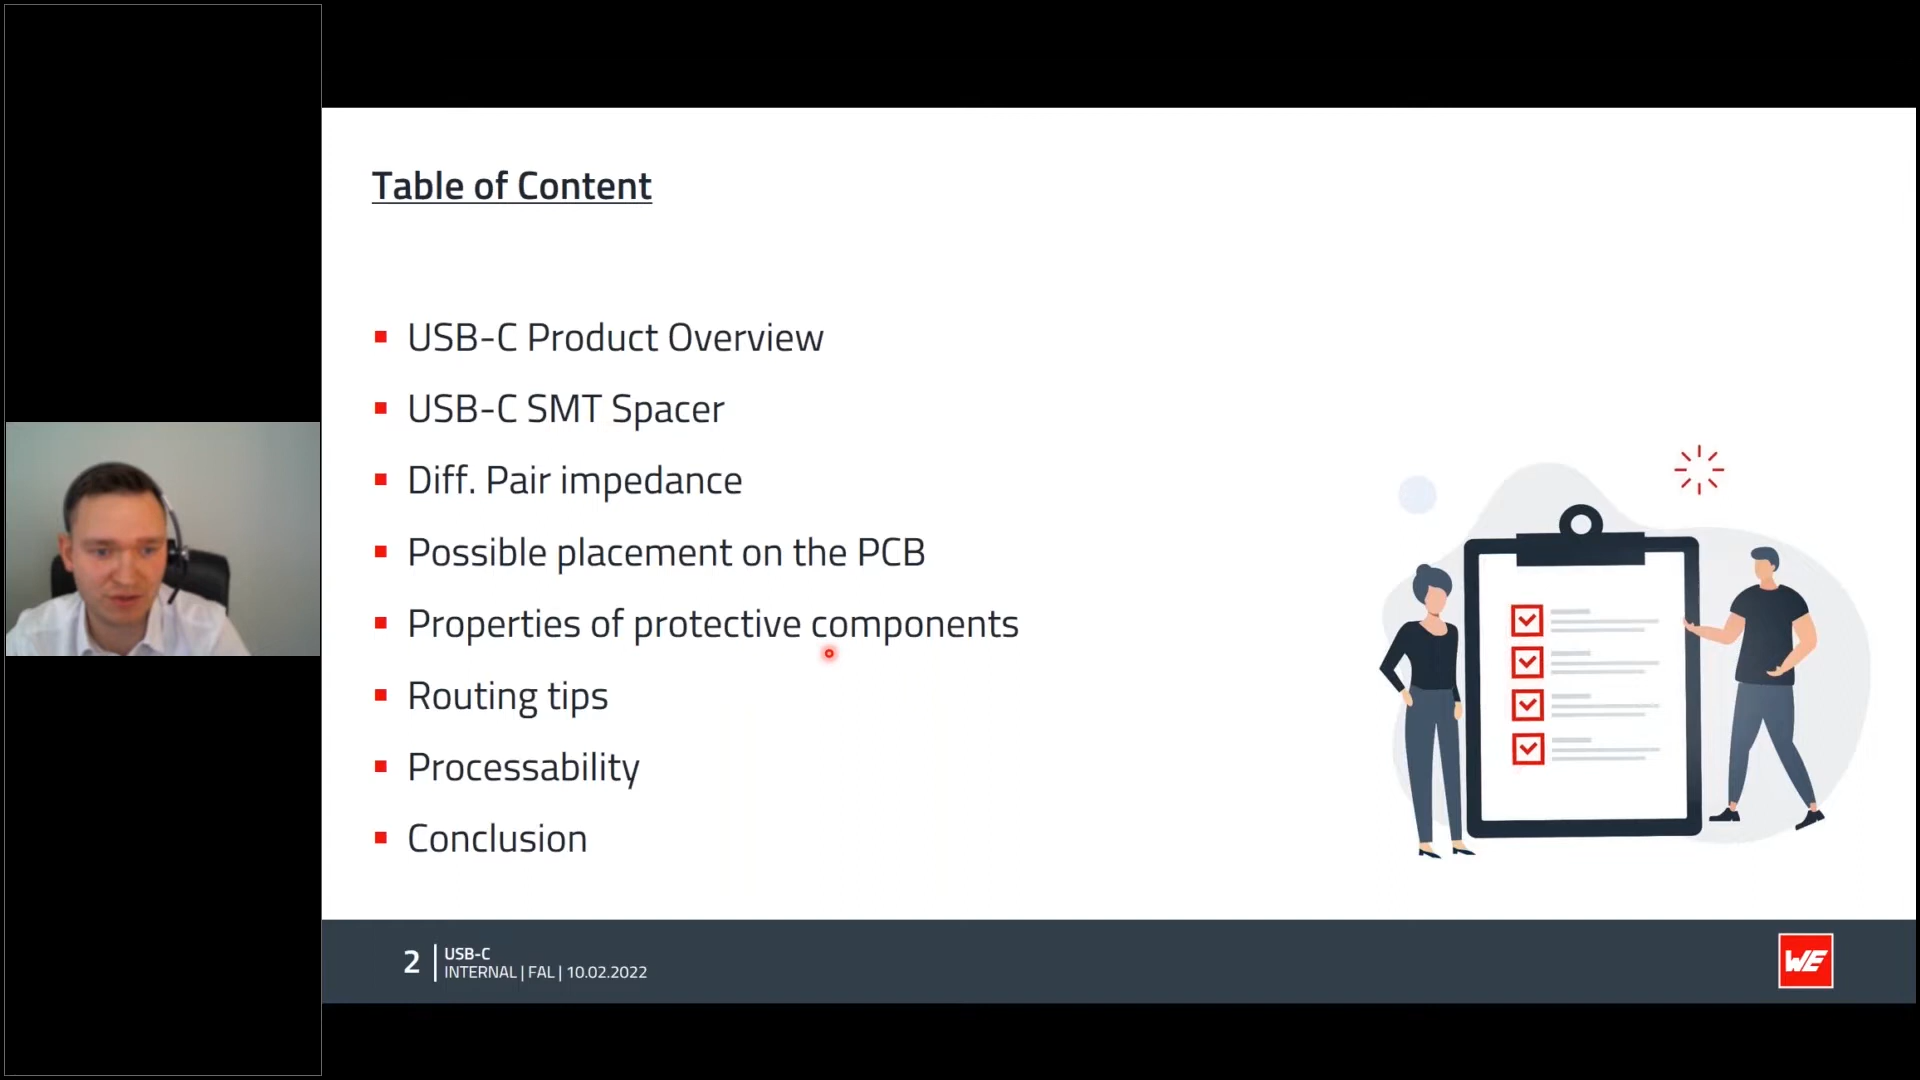 Table of Content
USB-C Product Overview
USB-C SMT Spacer
Diff. Pair impedance
Possible placement on the PCB
Properties of protective components
Routing tips
Processability
Conclusion
2
USB-C
INTERNAL | FAL | 10.02.2022
WE